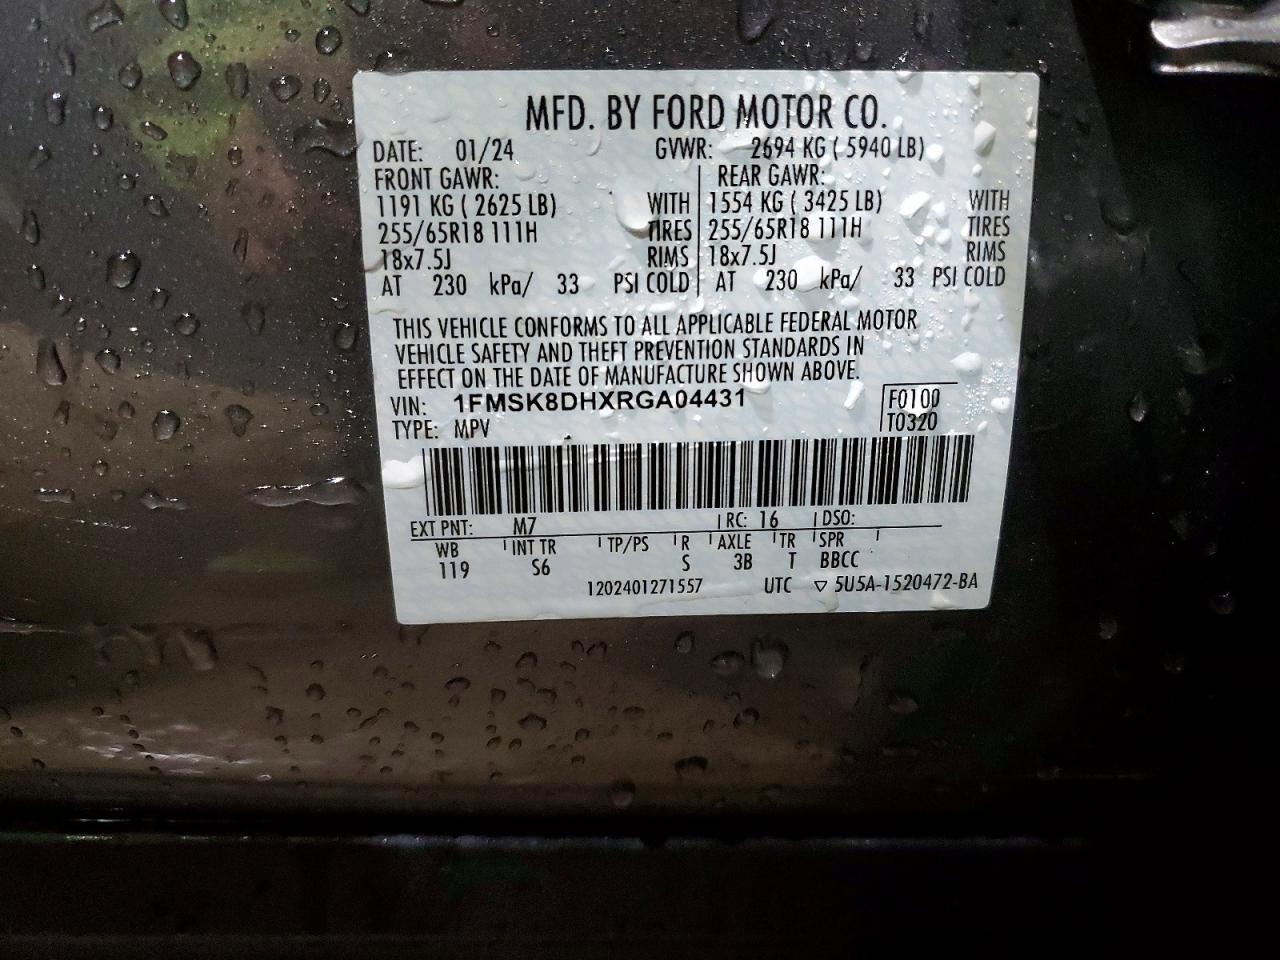 MFD. BY FORD MOTOR CO.
DATE: 01/24 GVWR: 2694 KG ( 5940 LB)
FRONT GAWR: REAR GAWR:
1191 KG ( 2625 LB) WITH 1554 KG ( 3425 LB) WITH
255/65R18 111H TIRES 255/65R18 111H TIRES
18x7.5J RIMS 18x7.5J RIMS
AT 230 kPa/ 33 PSI COLD AT 230 kPa/ 33 PSI COLD
THIS VEHICLE CONFORMS TO ALL APPLICABLE FEDERAL MOTOR
VEHICLE SAFETY AND THEFT PREVENTION STANDARDS IN
EFFECT ON THE DATE OF MANUFACTURE SHOWN ABOVE.
VIN: 1FMSK8DHXRGA04431 F0100
TYPE: MPV T0320
EXT PNT: M7 RC: 16 DSO:
WB INT TR TP/PS R AXLE TR SPR
119 S6 S 3B T BBCC
1202401271557 UTC ▽ 5U5A-1520472-BA